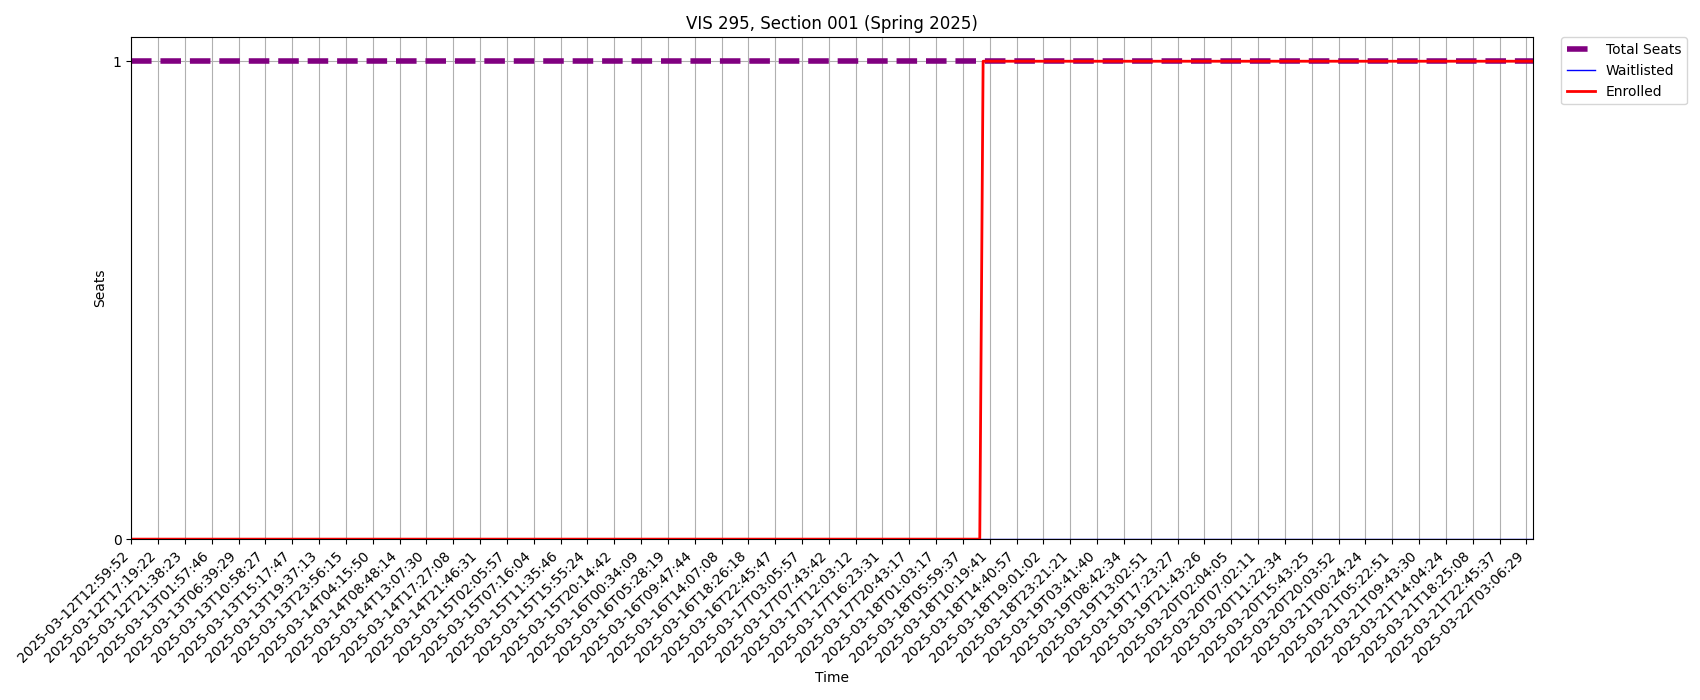 VIS 295, Section 001 (Spring 2025)
Total Seats
Waitlisted
Enrolled
Seats
1
0
2025-03-12T12:59:52
2025-03-12T17:19:22
2025-03-12T21:38:23
2025-03-13T01:57:46
2025-03-13T06:39:29
2025-03-13T10:58:27
2025-03-13T15:17:47
2025-03-13T19:37:13
2025-03-13T23:56:15
2025-03-14T04:15:50
2025-03-14T08:48:14
2025-03-14T13:07:30
2025-03-14T17:27:08
2025-03-14T21:46:31
2025-03-15T02:05:57
2025-03-15T07:16:04
2025-03-15T11:35:46
2025-03-15T15:55:24
2025-03-15T20:14:42
2025-03-16T00:34:09
2025-03-16T05:28:19
2025-03-16T09:47:44
2025-03-16T14:07:08
2025-03-16T18:26:18
2025-03-16T22:45:47
2025-03-17T03:05:57
2025-03-17T07:43:42
2025-03-17T12:03:12
2025-03-17T16:23:31
2025-03-17T20:43:17
2025-03-18T01:03:17
2025-03-18T05:59:37
2025-03-18T10:19:41
2025-03-18T14:40:57
2025-03-18T19:01:02
2025-03-18T23:21:21
2025-03-19T03:41:40
2025-03-19T08:42:34
2025-03-19T13:02:51
2025-03-19T17:23:27
2025-03-19T21:43:26
2025-03-20T02:04:05
2025-03-20T07:02:11
2025-03-20T11:22:34
2025-03-20T15:43:25
2025-03-20T20:03:52
2025-03-21T00:24:24
2025-03-21T05:22:51
2025-03-21T09:43:30
2025-03-21T14:04:24
2025-03-21T18:25:08
2025-03-21T22:45:37
2025-03-22T03:06:29
Time